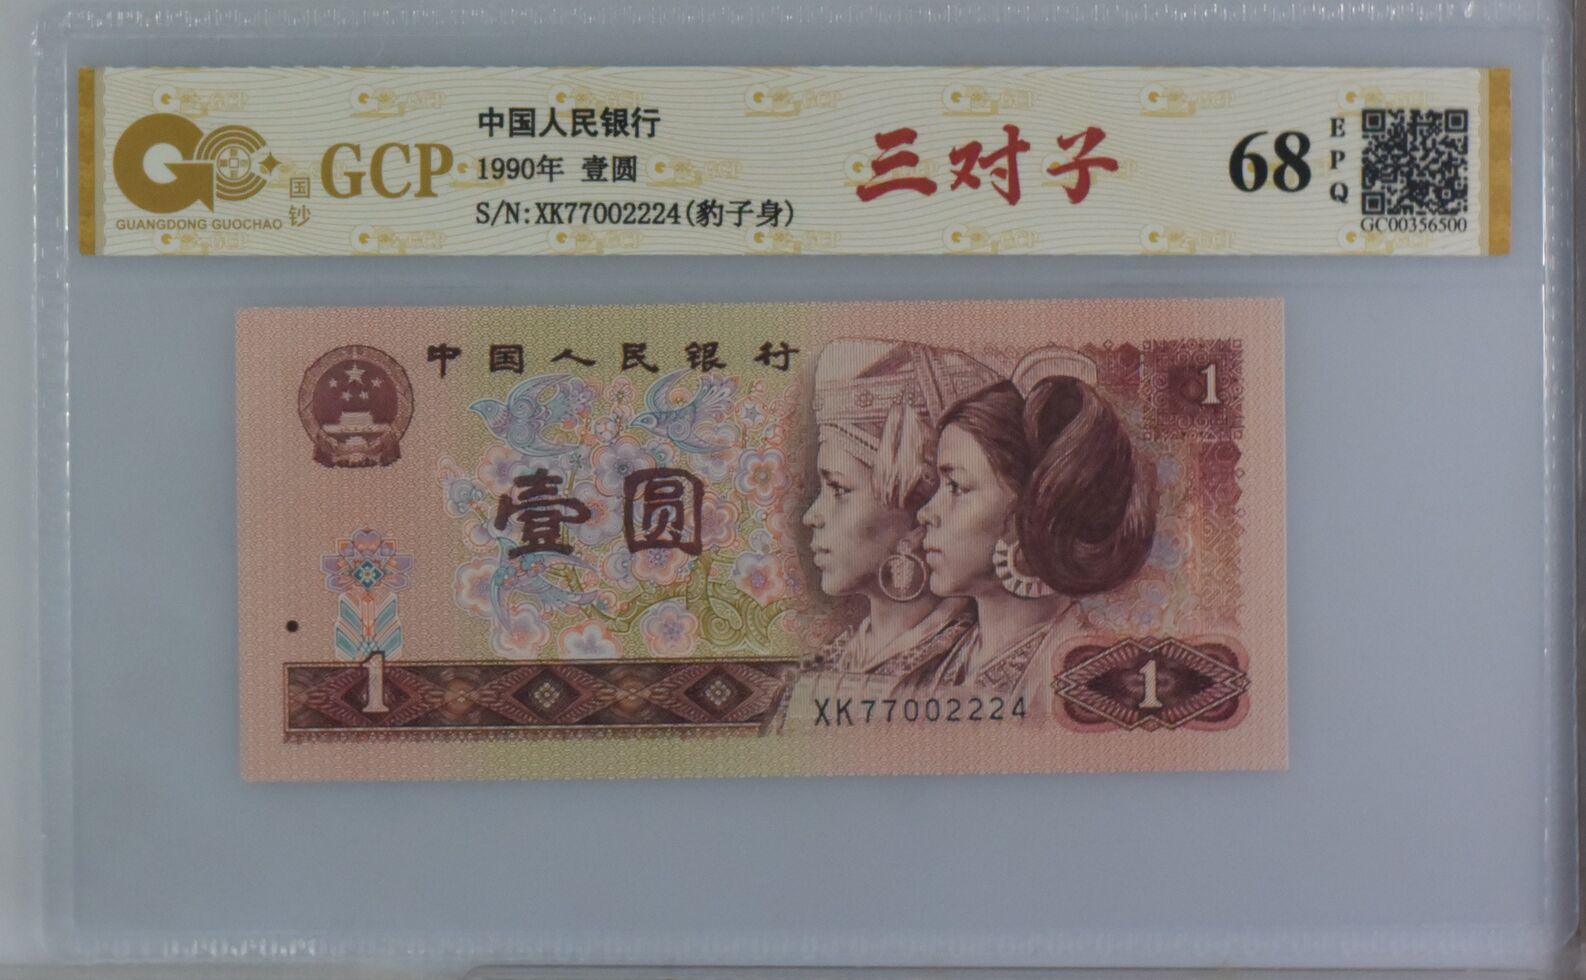 GCP
国钞
GUANGDONG GUOCHAO
中国人民银行
1990年 壹圆
S/N:XK77002224(豹子身)
三对子
68
EPQ
GC00356500
中国人民银行
1
壹圆
1
XK77002224
1